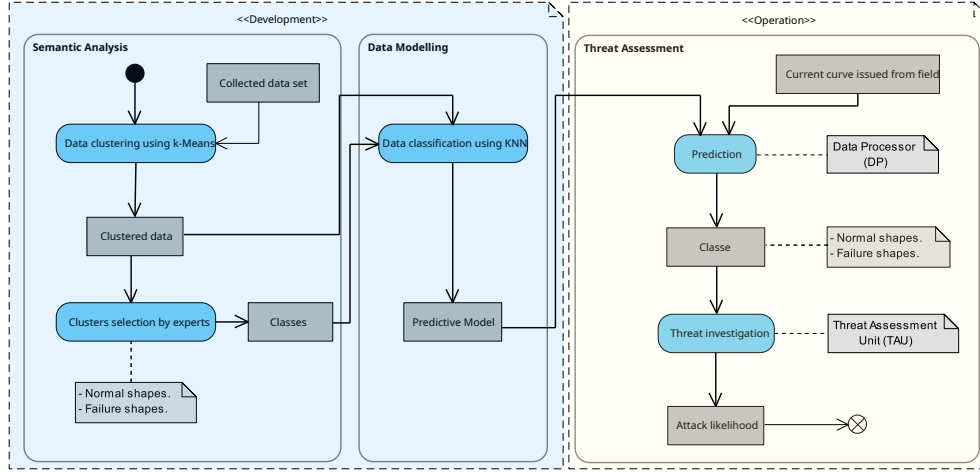 <<Development>>
Semantic Analysis
Collected data set
Data clustering using k-Means
Clustered data
Clusters selection by experts
Classes
- Normal shapes.
- Failure shapes.
Data Modelling
Data classification using KNN
Predictive Model
<<Operation>>
Threat Assessment
Current curve issued from field
Prediction
Data Processor
(DP)
Classe
- Normal shapes.
- Failure shapes.
Threat investigation
Threat Assessment
Unit (TAU)
Attack likelihood